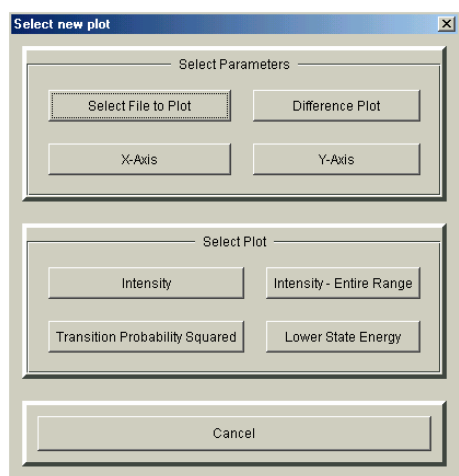 Select new plot
Select Parameters
Select File to Plot
Difference Plot
X-Axis
Y-Axis
Select Plot
Intensity
Intensity - Entire Range
Transition Probability Squared
Lower State Energy
Cancel